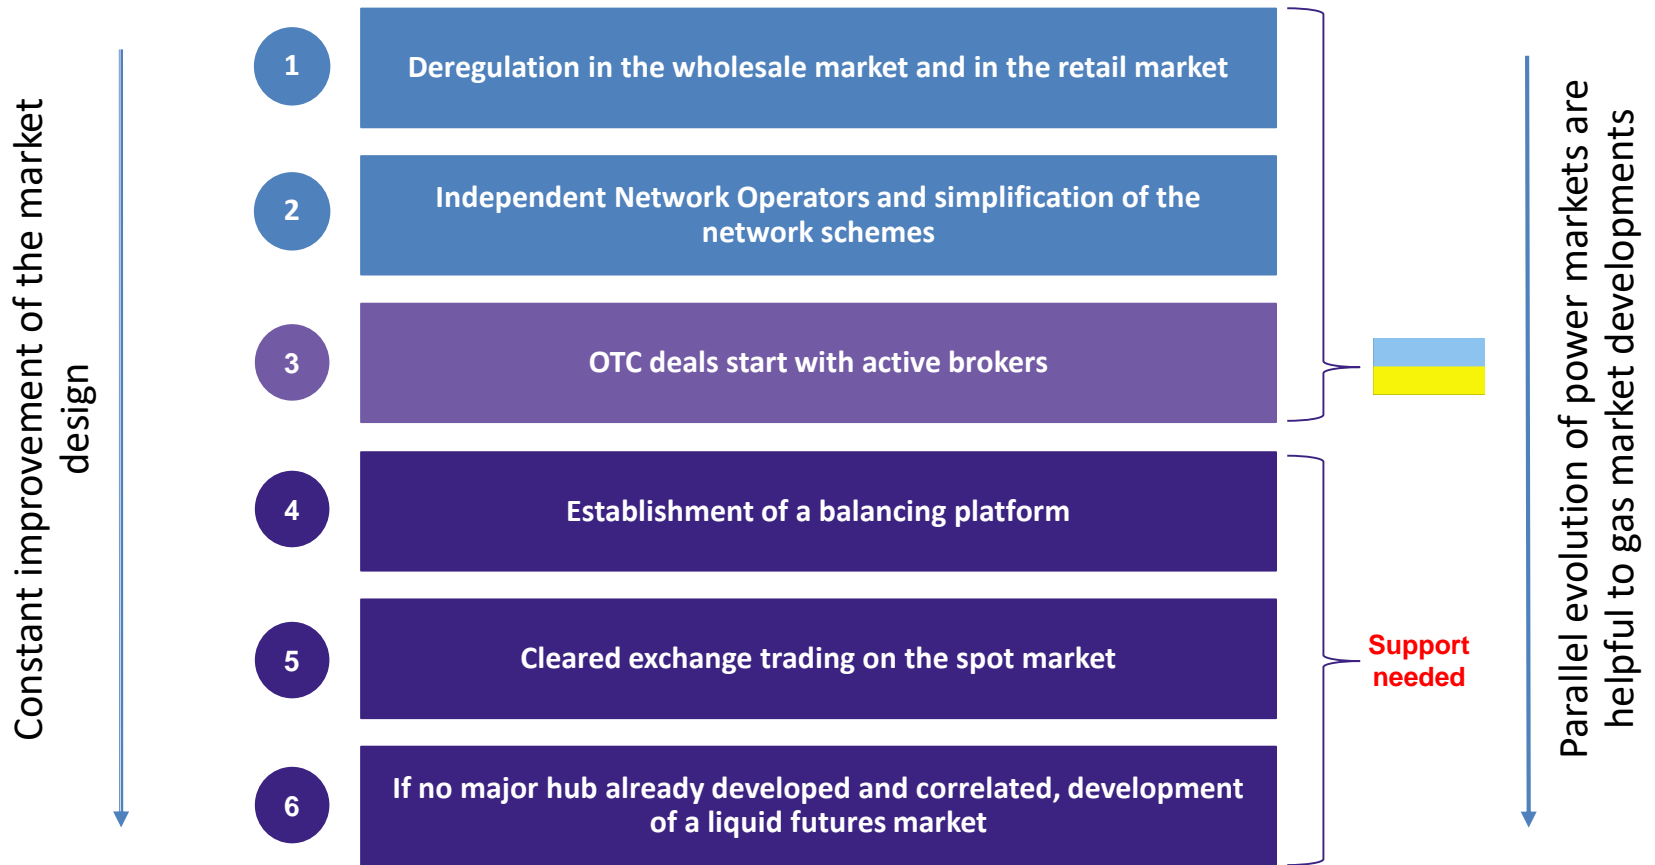 Constant improvement of the market
design
1
Deregulation in the wholesale market and in the retail market
2
Independent Network Operators and simplification of the
network schemes
3
OTC deals start with active brokers
4
Establishment of a balancing platform
5
Cleared exchange trading on the spot market
6
If no major hub already developed and correlated, development
of a liquid futures market
Support
needed
Parallel evolution of power markets are
helpful to gas market developments